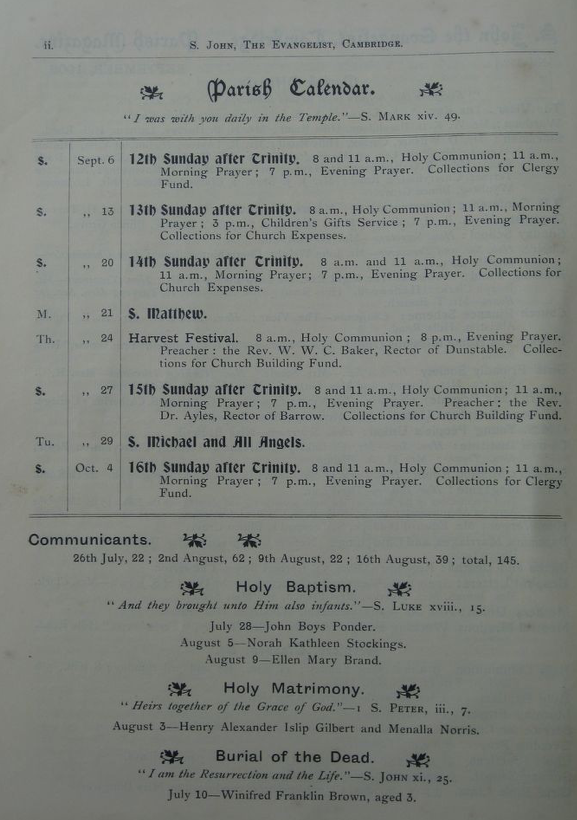 ii. S. John, The Evangelist, Cambridge.
Parish Calendar.
"I was with you daily in the Temple."—S. Mark xiv. 49.
S. Sept. 6 12th Sunday after Trinity. 8 and 11 a.m., Holy Communion; 11 a.m.,
Morning Prayer; 7 p.m., Evening Prayer. Collections for Clergy
Fund.
S. ,, 13 13th Sunday after Trinity. 8 a.m., Holy Communion; 11 a.m., Morning
Prayer; 3 p.m., Children's Gifts Service; 7 p.m., Evening Prayer.
Collections for Church Expenses.
S. ,, 20 14th Sunday after Trinity. 8 a.m. and 11 a.m., Holy Communion;
11 a.m., Morning Prayer; 7 p.m., Evening Prayer. Collections for
Church Expenses.
M. ,, 21 S. Matthew.
Th. ,, 24 Harvest Festival. 8 a.m., Holy Communion; 8 p.m., Evening Prayer.
Preacher: the Rev. W. W. C. Baker, Rector of Dunstable. Collec-
tions for Church Building Fund.
S. ,, 27 15th Sunday after Trinity. 8 and 11 a.m., Holy Communion; 11 a.m.,
Morning Prayer; 7 p.m., Evening Prayer. Preacher: the Rev.
Dr. Ayles, Rector of Barrow. Collections for Church Building Fund.
Tu. ,, 29 S. Michael and All Angels.
S. Oct. 4 16th Sunday after Trinity. 8 and 11 a.m., Holy Communion; 11 a.m.,
Morning Prayer; 7 p.m., Evening Prayer. Collections for Clergy
Fund.
Communicants.
26th July, 22; 2nd Angust, 62; 9th August, 22; 16th August, 39; total, 145.
Holy Baptism.
"And they brought unto Him also infants."—S. Luke xviii., 15.
July 28—John Boys Ponder.
August 5—Norah Kathleen Stockings.
August 9—Ellen Mary Brand.
Holy Matrimony.
"Heirs together of the Grace of God."—1 S. Peter, iii., 7.
August 3—Henry Alexander Islip Gilbert and Menalla Norris.
Burial of the Dead.
"I am the Resurrection and the Life."—S. John xi., 25.
July 10—Winifred Franklin Brown, aged 3.